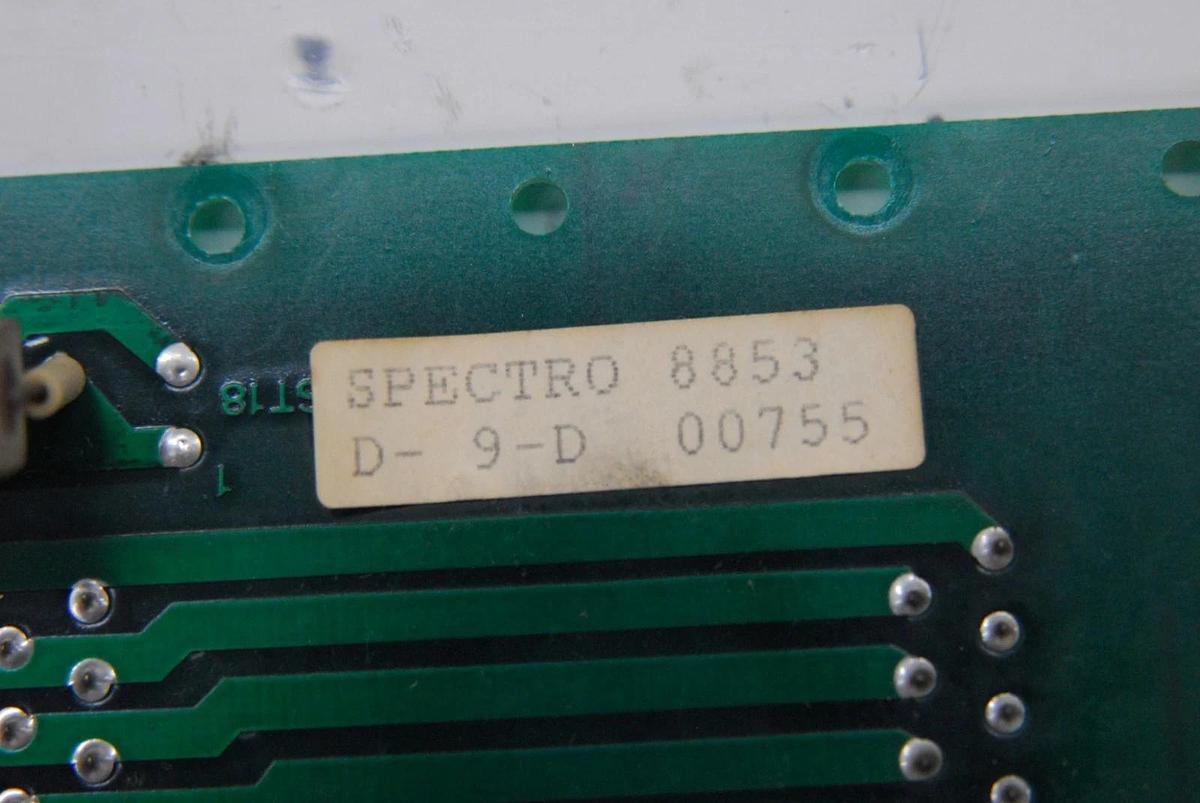 SPECTRO 8853
D- 9-D 00755
ST18
1